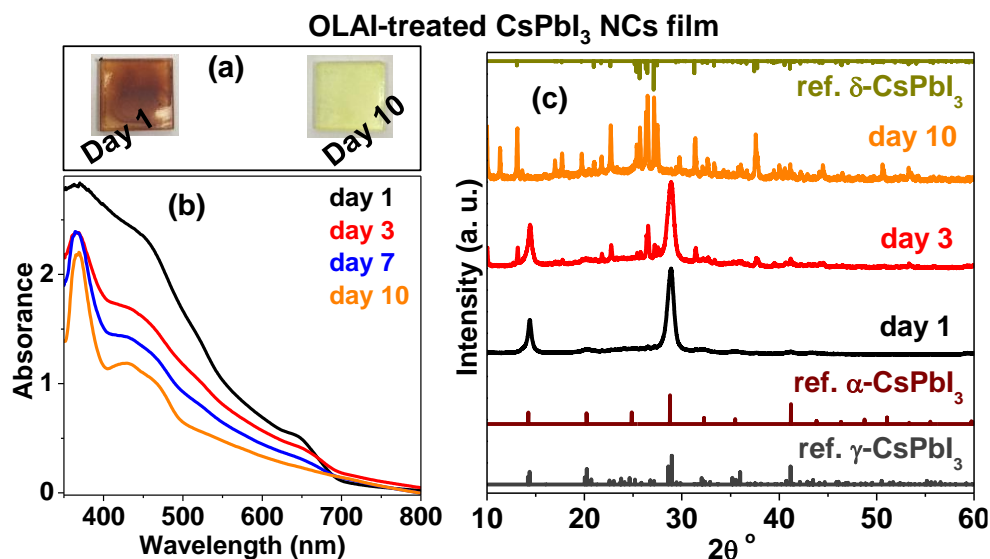 OLAI-treated CsPbI₃ NCs film
(a)
Day 1
Day 10
(b)
day 1
day 3
day 7
day 10
Absorance
2
1
0
400 500 600 700 800
Wavelength (nm)
(c)
ref. δ-CsPbI₃
day 10
day 3
day 1
ref. α-CsPbI₃
ref. γ-CsPbI₃
Intensity (a. u.)
10 20 30 40 50 60
2θ °